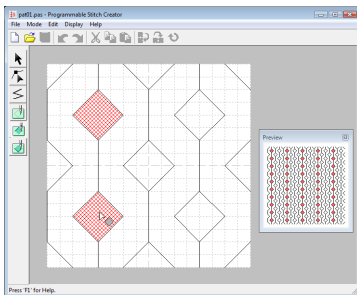 pat01.pas - Programmable Stitch Creator
File Mode Edit Display Help
Preview
Press 'F1' for Help.